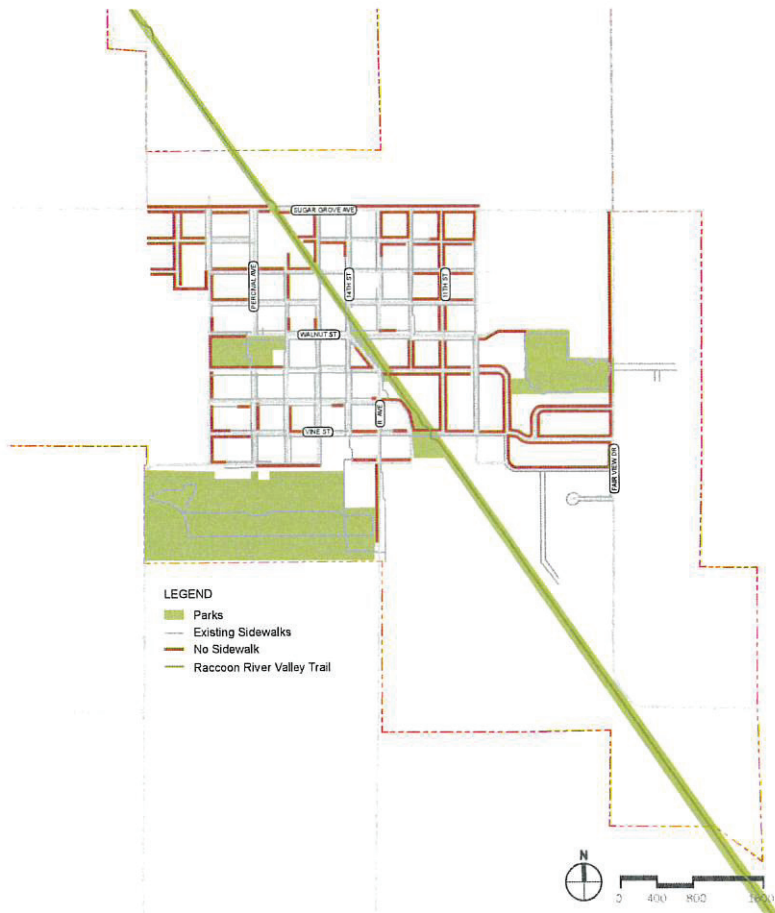 SUGAR GROVE AVE
PERCIVAL AVE
14TH ST
11TH ST
WALNUT ST
R. AVE
VINE ST
FAIR VIEW DR
LEGEND
Parks
Existing Sidewalks
No Sidewalk
Raccoon River Valley Trail
N
0 400 800 1600